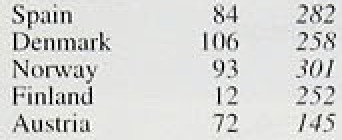 Spain 84 282
Denmark 106 258
Norway 93 301
Finland 12 252
Austria 72 145